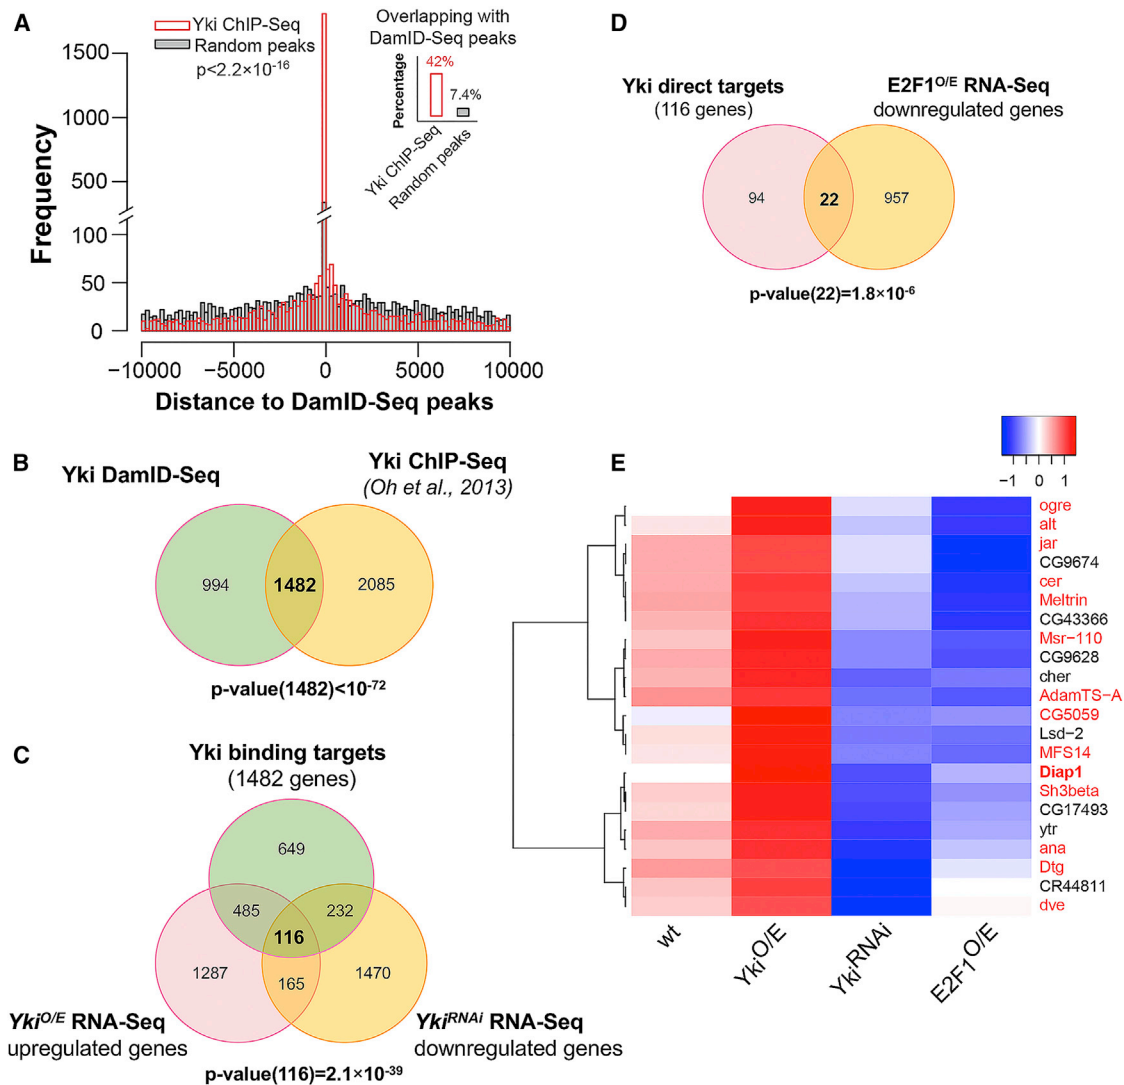 A
Yki ChIP-Seq
Random peaks
p<2.2×10-16
Overlapping with
DamID-Seq peaks
Percentage
42%
7.4%
Yki ChIP-Seq
Random peaks
Frequency
1500
1000
500
100
50
0
−10000
−5000
0
5000
10000
Distance to DamID-Seq peaks
B
Yki DamID-Seq
Yki ChIP-Seq
(Oh et al., 2013)
994
1482
2085
p-value(1482)<10-72
C
Yki binding targets
(1482 genes)
649
485
232
116
1287
165
1470
YkiO/E RNA-Seq
upregulated genes
YkiRNAi RNA-Seq
downregulated genes
p-value(116)=2.1×10-39
D
Yki direct targets
(116 genes)
E2F1O/E RNA-Seq
downregulated genes
94
22
957
p-value(22)=1.8×10-6
E
−1 0 1
ogre
alt
jar
CG9674
cer
Meltrin
CG43366
Msr−110
CG9628
cher
AdamTS−A
CG5059
Lsd−2
MFS14
Diap1
Sh3beta
CG17493
ytr
ana
Dtg
CR44811
dve
wt
YkiO/E
YkiRNAi
E2F1O/E